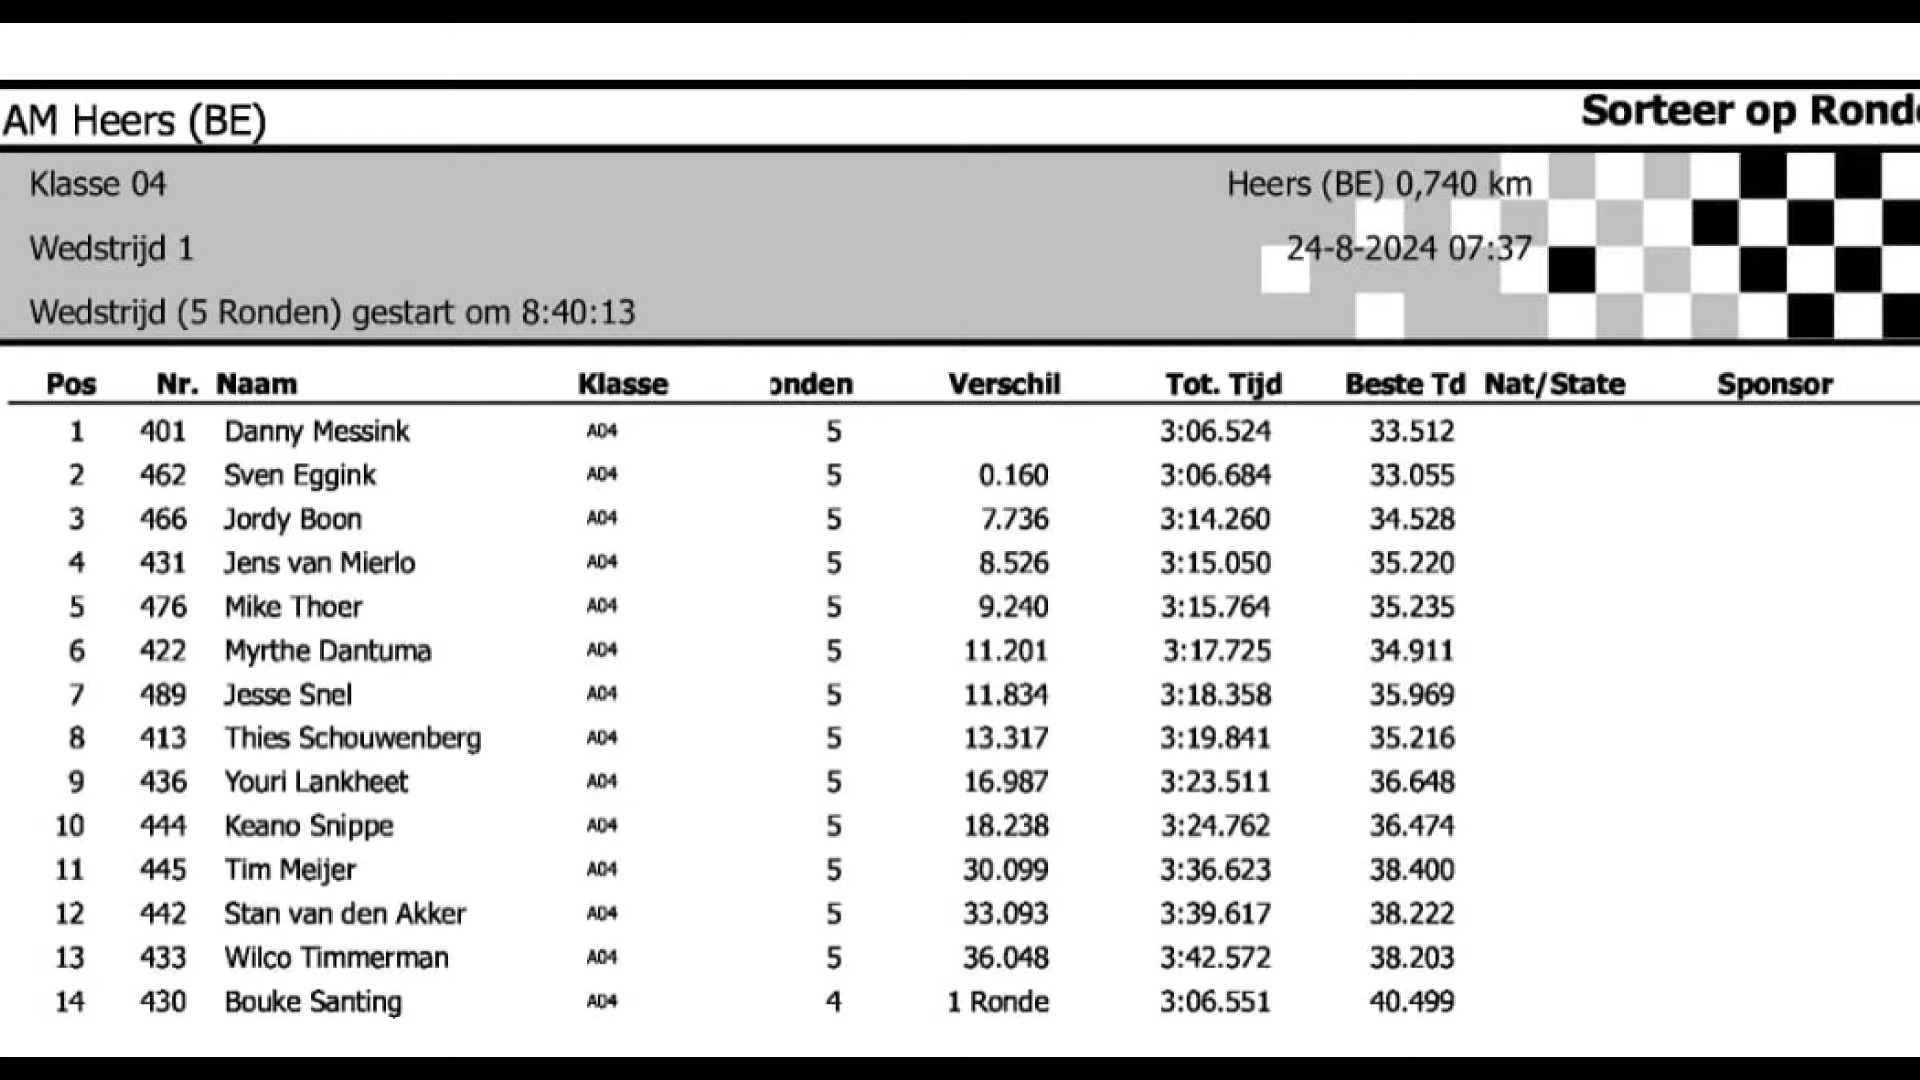 AM Heers (BE)
Sorteer op Ronde
Klasse 04
Heers (BE) 0,740 km
Wedstrijd 1
24-8-2024 07:37
Wedstrijd (5 Ronden) gestart om 8:40:13
Pos Nr. Naam Klasse onden Verschil Tot. Tijd Beste Td Nat/State Sponsor
1 401 Danny Messink A04 5 3:06.524 33.512
2 462 Sven Eggink A04 5 0.160 3:06.684 33.055
3 466 Jordy Boon A04 5 7.736 3:14.260 34.528
4 431 Jens van Mierlo A04 5 8.526 3:15.050 35.220
5 476 Mike Thoer A04 5 9.240 3:15.764 35.235
6 422 Myrthe Dantuma A04 5 11.201 3:17.725 34.911
7 489 Jesse Snel A04 5 11.834 3:18.358 35.969
8 413 Thies Schouwenberg A04 5 13.317 3:19.841 35.216
9 436 Youri Lankheet A04 5 16.987 3:23.511 36.648
10 444 Keano Snippe A04 5 18.238 3:24.762 36.474
11 445 Tim Meijer A04 5 30.099 3:36.623 38.400
12 442 Stan van den Akker A04 5 33.093 3:39.617 38.222
13 433 Wilco Timmerman A04 5 36.048 3:42.572 38.203
14 430 Bouke Santing A04 4 1 Ronde 3:06.551 40.499